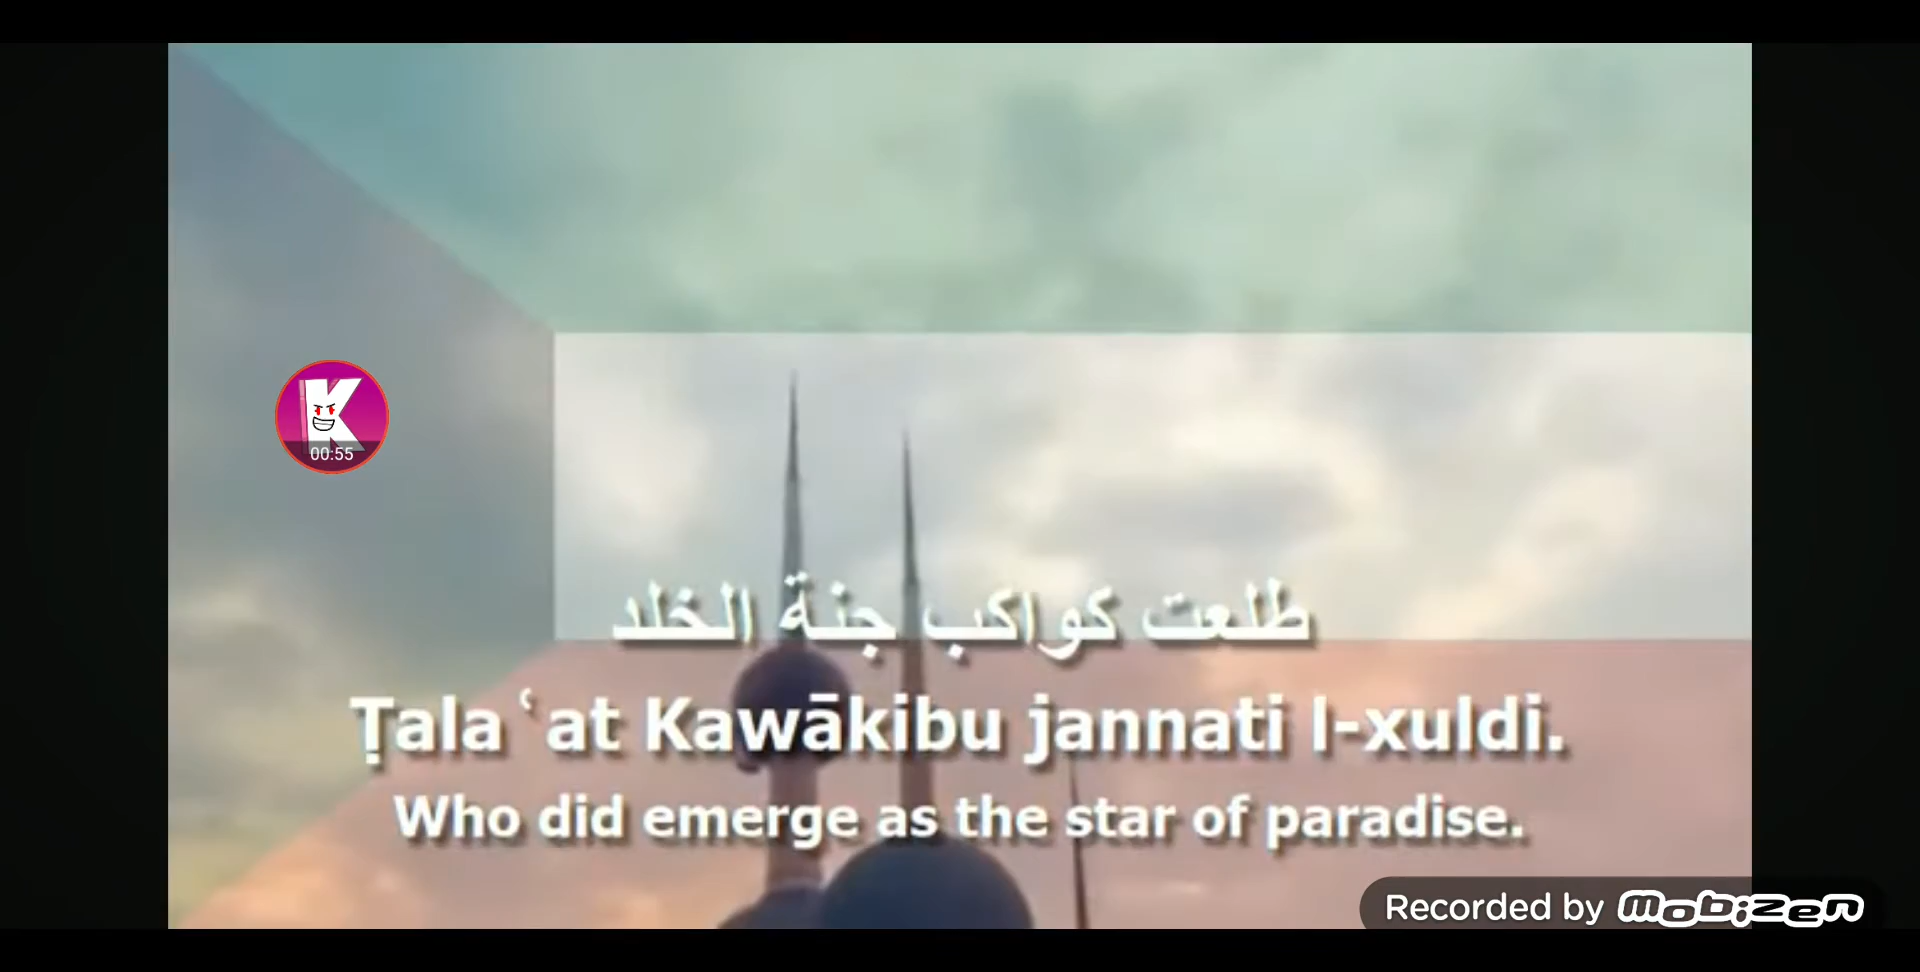 K
00:55
طلعت كواكب جنة الخلد
Ṭalaʿat Kawākibu jannati l-xuldi.
Who did emerge as the star of paradise.
Recorded by mobizen